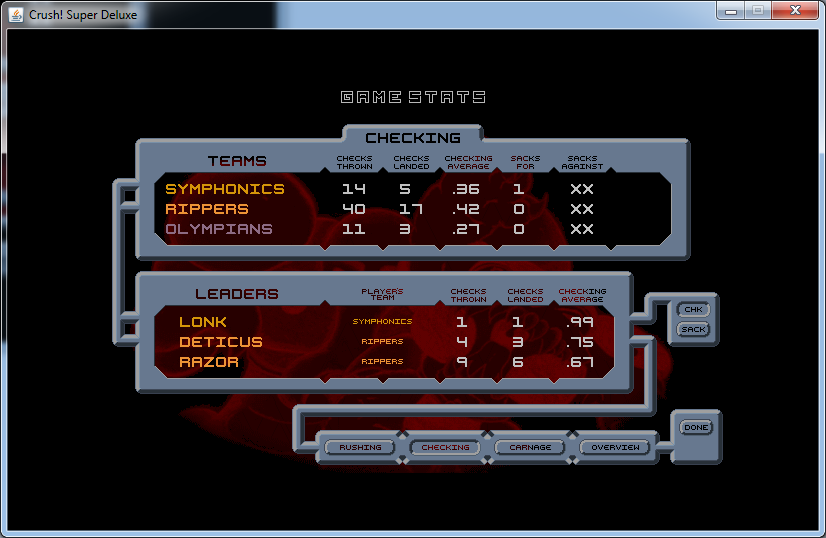 Crush! Super Deluxe
GAME STATS
CHECKING
TEAMS CHECKS THROWN CHECKS LANDED CHECKING AVERAGE SACKS FOR SACKS AGAINST
SYMPHONICS 14 5 .36 1 XX
RIPPERS 40 17 .42 0 XX
OLYMPIANS 11 3 .27 0 XX
LEADERS PLAYER'S TEAM CHECKS THROWN CHECKS LANDED CHECKING AVERAGE
LONK SYMPHONICS 1 1 .99
DETICUS RIPPERS 4 3 .75
RAZOR RIPPERS 9 6 .67
CHK
SACK
DONE
RUSHING CHECKING CARNAGE OVERVIEW